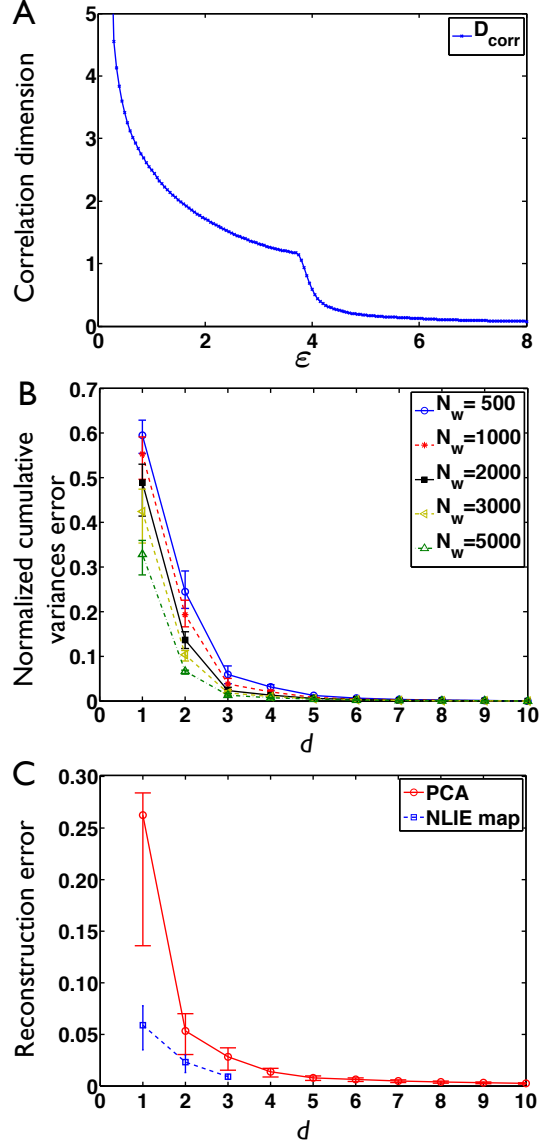 A
5
4
3
2
1
0
0 2 4 6 8
Correlation dimension
ε
D_corr
B
0.7
0.6
0.5
0.4
0.3
0.2
0.1
0
0 1 2 3 4 5 6 7 8 9 10
Normalized cumulative
variances error
d
N_w= 500
N_w=1000
N_w=2000
N_w=3000
N_w=5000
C
0.30
0.25
0.20
0.15
0.10
0.05
0
0 1 2 3 4 5 6 7 8 9 10
Reconstruction error
d
PCA
NLIE map